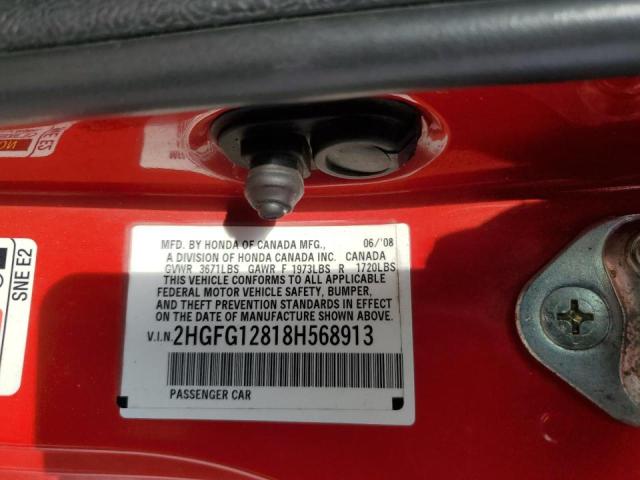 MFD. BY HONDA OF CANADA MFG., 06/'08
A DIVISION OF HONDA CANADA INC. CANADA
GVWR 3671LBS GAWR F 1973LBS R 1720LBS
THIS VEHICLE CONFORMS TO ALL APPLICABLE
FEDERAL MOTOR VEHICLE SAFETY, BUMPER,
AND THEFT PREVENTION STANDARDS IN EFFECT
ON THE DATE OF MANUFACTURE SHOWN ABOVE.
V.I.N. 2HGFG12818H568913
PASSENGER CAR
SNE E2